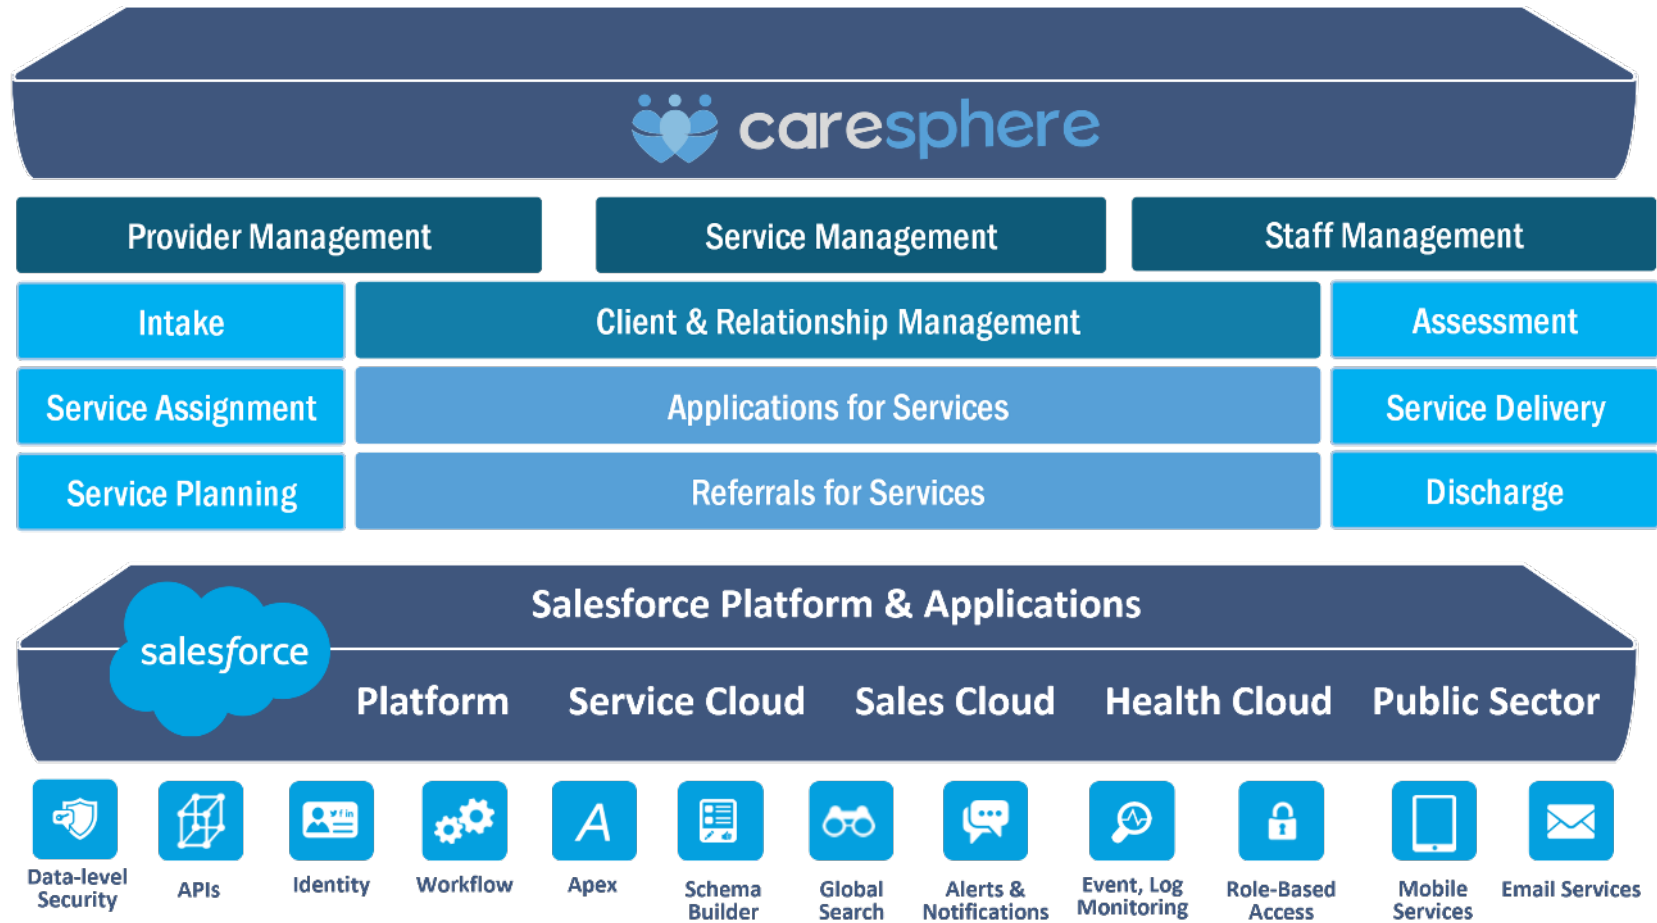 caresphere
Provider Management
Service Management
Staff Management
Intake
Client & Relationship Management
Assessment
Service Assignment
Applications for Services
Service Delivery
Service Planning
Referrals for Services
Discharge
Salesforce Platform & Applications
salesforce
Platform
Service Cloud
Sales Cloud
Health Cloud
Public Sector
Data-level
Security
APIs
Identity
Workflow
A
Apex
Schema
Builder
Global
Search
Alerts &
Notifications
Event, Log
Monitoring
Role-Based
Access
Mobile
Services
Email Services